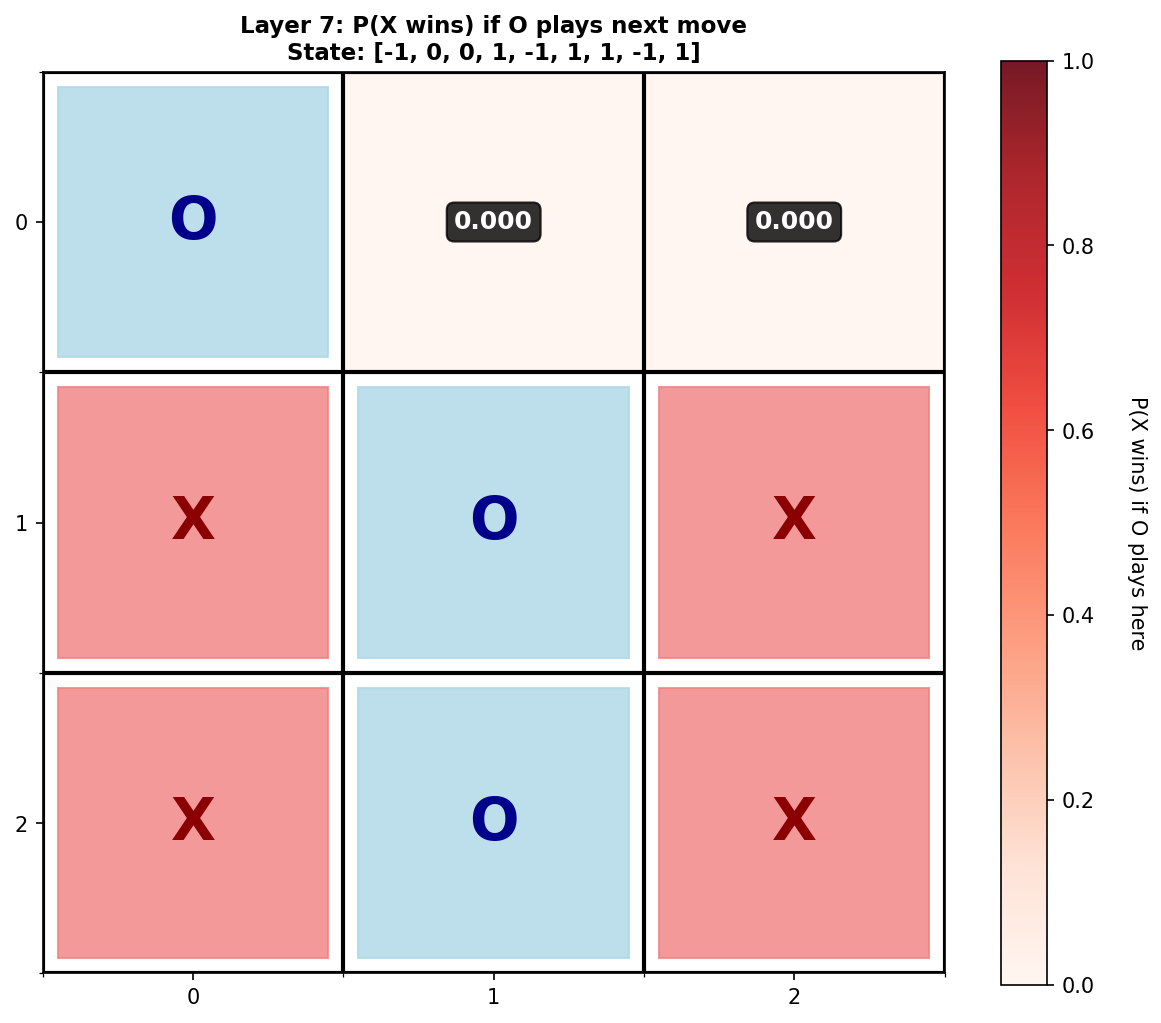 Layer 7: P(X wins) if O plays next move
State: [-1, 0, 0, 1, -1, 1, 1, -1, 1]
0
O
0.000
0.000
1
X
O
X
2
X
O
X
0
1
2
1.0
0.8
0.6
0.4
0.2
0.0
P(X wins) if O plays here